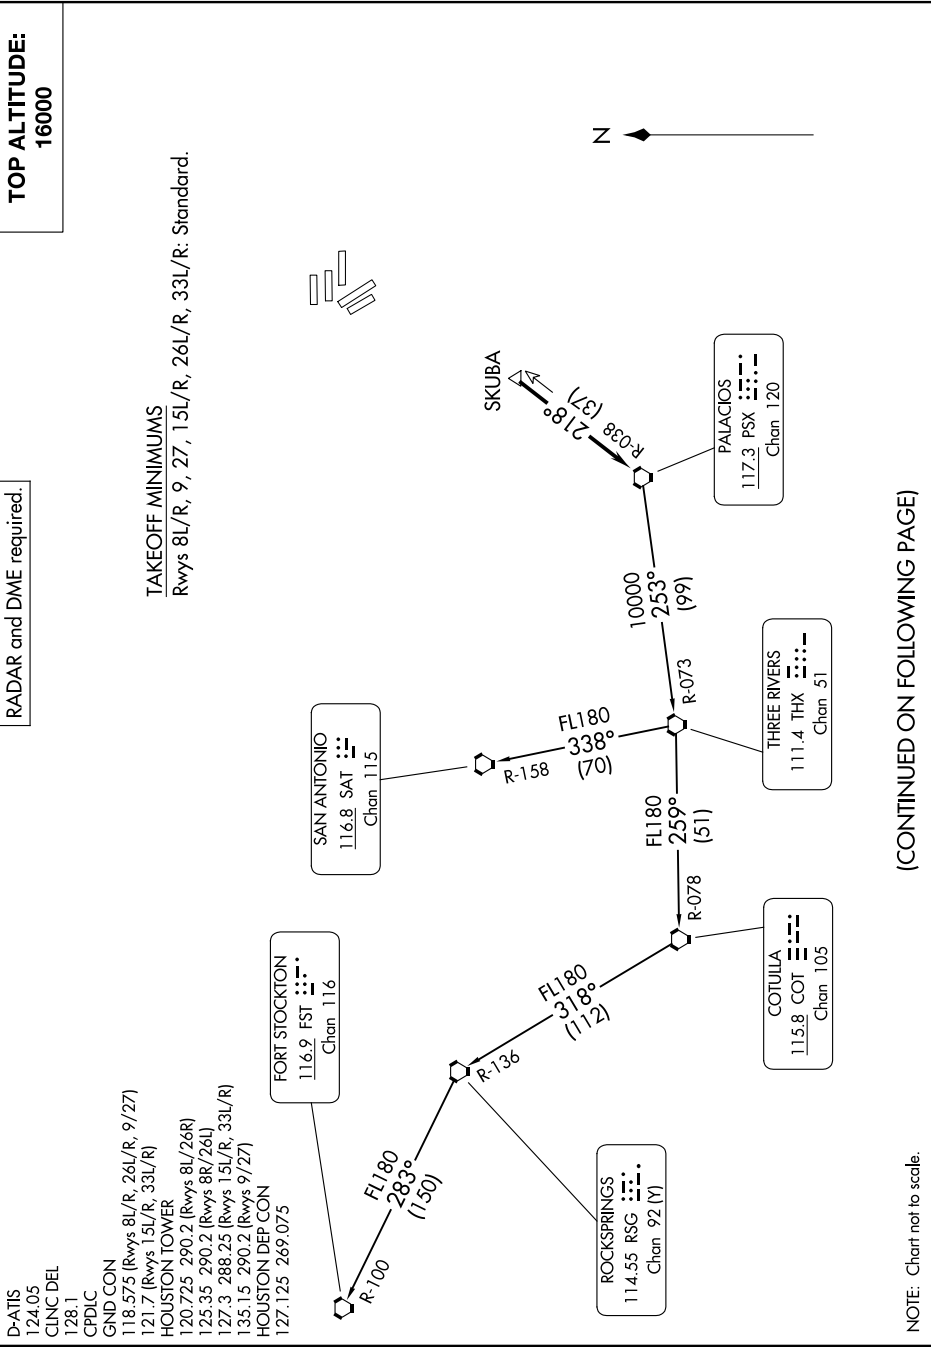 TOP ALTITUDE:
16000
RADAR and DME required.
D-ATIS
124.05
CLNC DEL
128.1
CPDLC
GND CON
118.575 (Rwys 8L/R, 26L/R, 9/27)
121.7 (Rwys 15L/R, 33L/R)
HOUSTON TOWER
120.725 290.2 (Rwys 8L/26R)
125.35 290.2 (Rwys 8R/26L)
127.3 288.25 (Rwys 15L/R, 33L/R)
135.15 290.2 (Rwys 9/27)
HOUSTON DEP CON
127.125 269.075
TAKEOFF MINIMUMS
Rwys 8L/R, 9, 27, 15L/R, 26L/R, 33L/R: Standard.
FORT STOCKTON
116.9 FST
Chan 116
SAN ANTONIO
116.8 SAT
Chan 115
N
SKUBA
218°
(37)
R-038
R-100
FL180
283°
(150)
R-136
FL180
318°
(112)
R-158
FL180
338°
(70)
R-078
FL180
259°
(51)
R-073
10000
253°
(99)
ROCKSPRINGS
114.55 RSG
Chan 92 (Y)
COTULLA
115.8 COT
Chan 105
THREE RIVERS
111.4 THX
Chan 51
PALACIOS
117.3 PSX
Chan 120
(CONTINUED ON FOLLOWING PAGE)
NOTE: Chart not to scale.